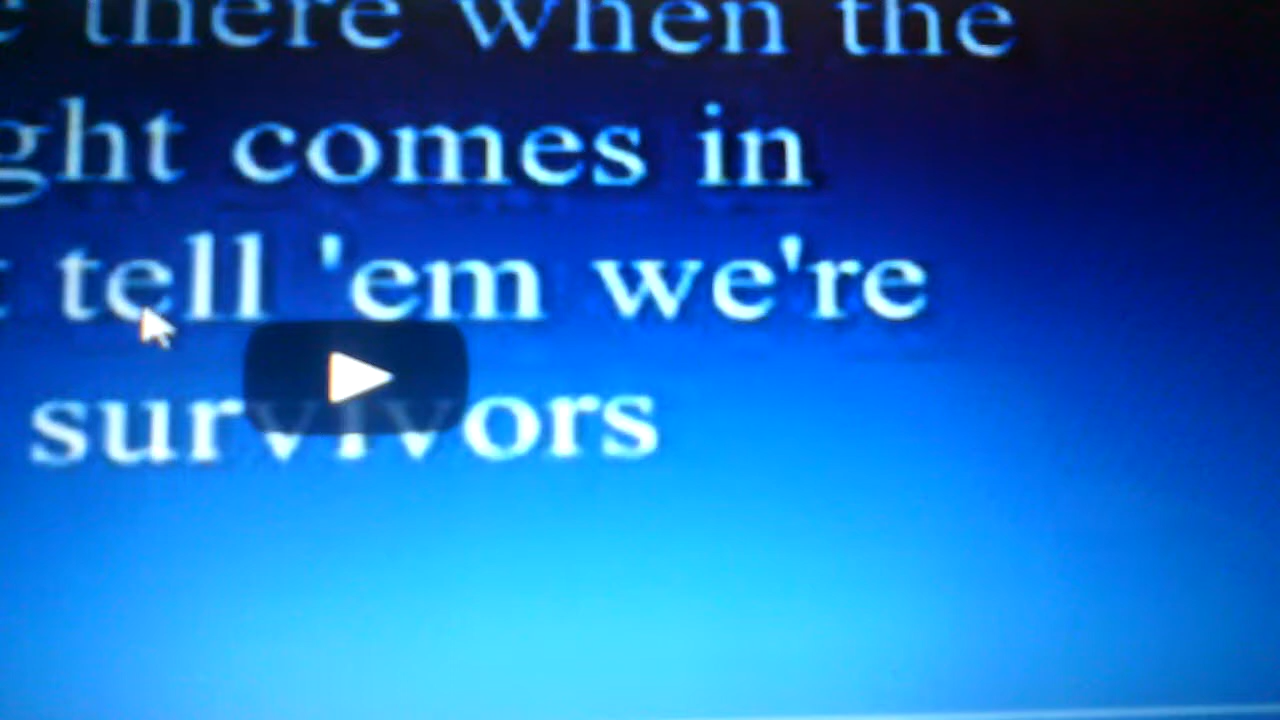 there when the
ght comes in
tell 'em we're
survivors